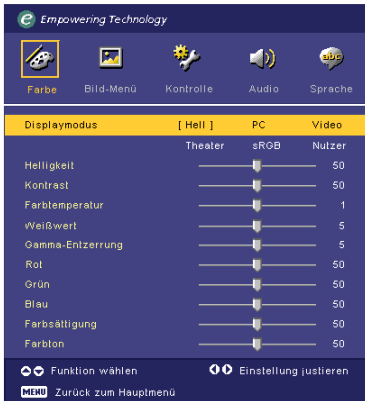 e Empowering Technology
Farbe Bild-Menü Kontrolle Audio Sprache
abc
Displaymodus [ Hell ] PC Video
Theater sRGB Nutzer
Helligkeit 50
Kontrast 50
Farbtemperatur 1
Weißwert 5
Gamma-Entzerrung 5
Rot 50
Grün 50
Blau 50
Farbsättigung 50
Farbton 50
Funktion wählen Einstellung justieren
MENU Zurück zum Hauptmenü